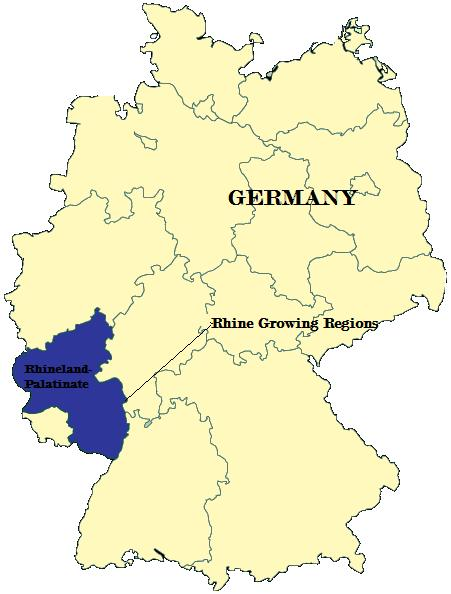 GERMANY
Rhine Growing Regions
Rhineland-
Palatinate